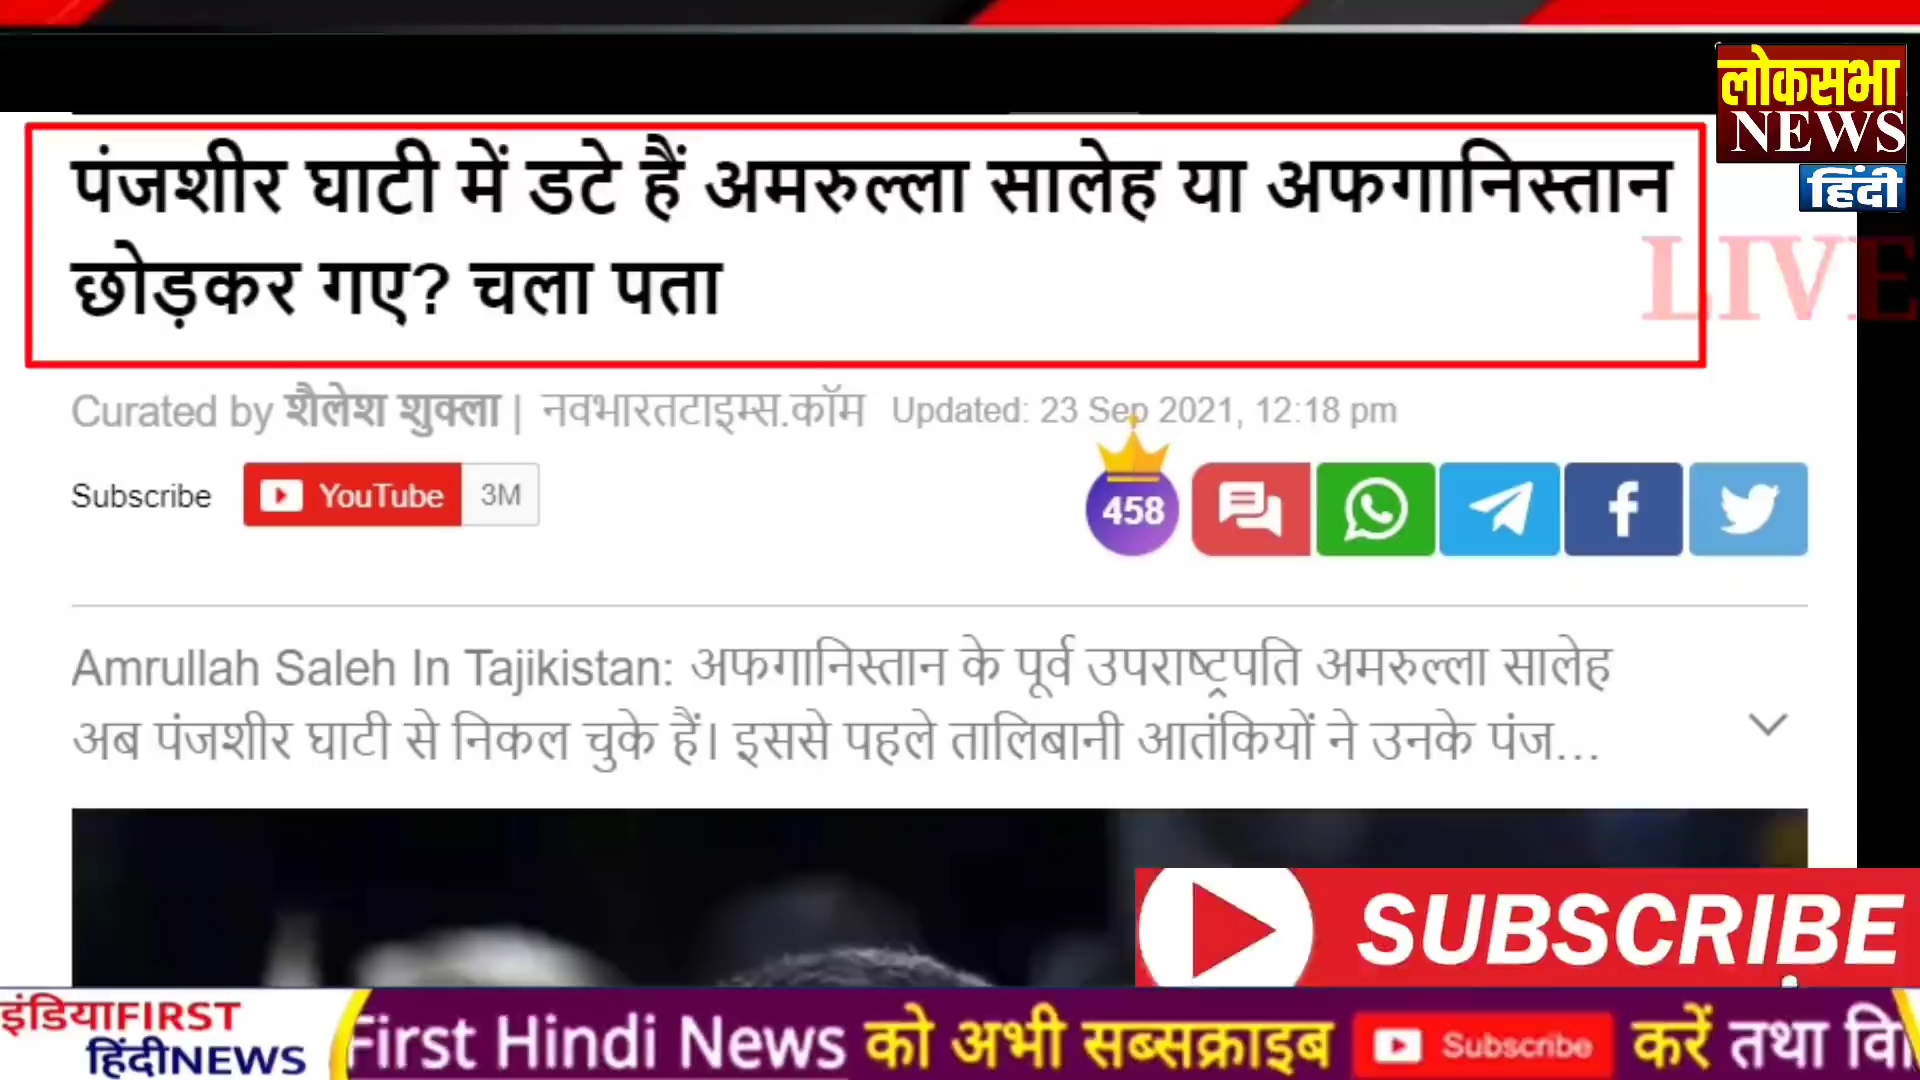 लोकसभा
NEWS
हिंदी
पंजशीर घाटी में डटे हैं अमरुल्ला सालेह या अफगानिस्तान
छोड़कर गए? चला पता
LIVE
Curated by शैलेश शुक्ला | नवभारतटाइम्स.कॉम Updated: 23 Sep 2021, 12:18 pm
Subscribe YouTube 3M
458
Amrullah Saleh In Tajikistan: अफगानिस्तान के पूर्व उपराष्ट्रपति अमरुल्ला सालेह
अब पंजशीर घाटी से निकल चुके हैं। इससे पहले तालिबानी आतंकियों ने उनके पंज...
SUBSCRIBE
इंडियाFIRST
हिंदीNEWS
First Hindi News को अभी सब्सक्राइब Subscribe करें तथा वि